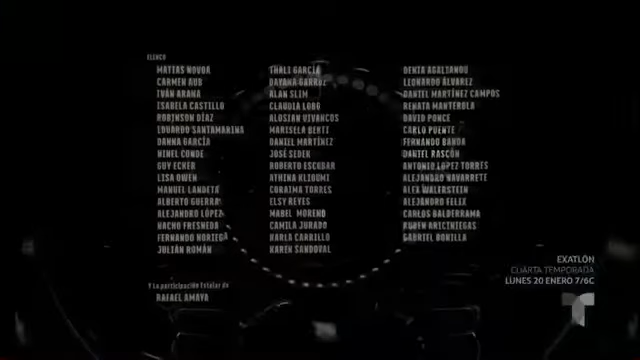 ELENCO
MATÍAS NOVOA
CARMEN AUB
IVÁN ARANA
ISABELA CASTILLO
ROBINSON DÍAZ
EDUARDO SANTAMARINA
DANNA GARCÍA
NINEL CONDE
GUY ECKER
LISA OWEN
MANUEL LANDETA
ALBERTO GUERRA
ALEJANDRO LÓPEZ
NACHO FRESNEDA
FERNANDO NORIEGA
JULIÁN ROMÁN
Y La participación Estelar de
RAFAEL AMAYA
THALI GARCÍA
DAYANA GARROZ
ALAN SLIM
CLAUDIA LOBO
ALOSIAN VIVANCOS
MARISELA BERTI
DANIEL MARTÍNEZ
JOSÉ SEDEK
ROBERTO ESCOBAR
ATHINA KLIOUMI
CORAIMA TORRES
ELSY REYES
MABEL MORENO
CAMILA JURADO
KARLA CARRILLO
KAREN SANDOVAL
DENIA AGALIANOU
LEONARDO ÁLVAREZ
DANIEL MARTÍNEZ CAMPOS
RENATA MANTEROLA
DAVID PONCE
CARLO PUENTE
FERNANDO BANDA
DANIEL RASCÓN
ANTONIO LÓPEZ TORRES
ALEJANDRO NAVARRETE
ALEX WALERSTEIN
ALEJANDRO FELIX
CARLOS BALDERRAMA
RUBÉN ARICINIEGAS
GABRIEL BONILLA
EXATLÓN
CUARTA TEMPORADA
LUNES 20 ENERO 7/6C